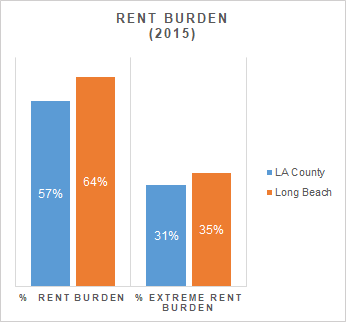 RENT BURDEN
(2015)
57%
64%
31%
35%
LA County
Long Beach
% RENT BURDEN
% EXTREME RENT
BURDEN